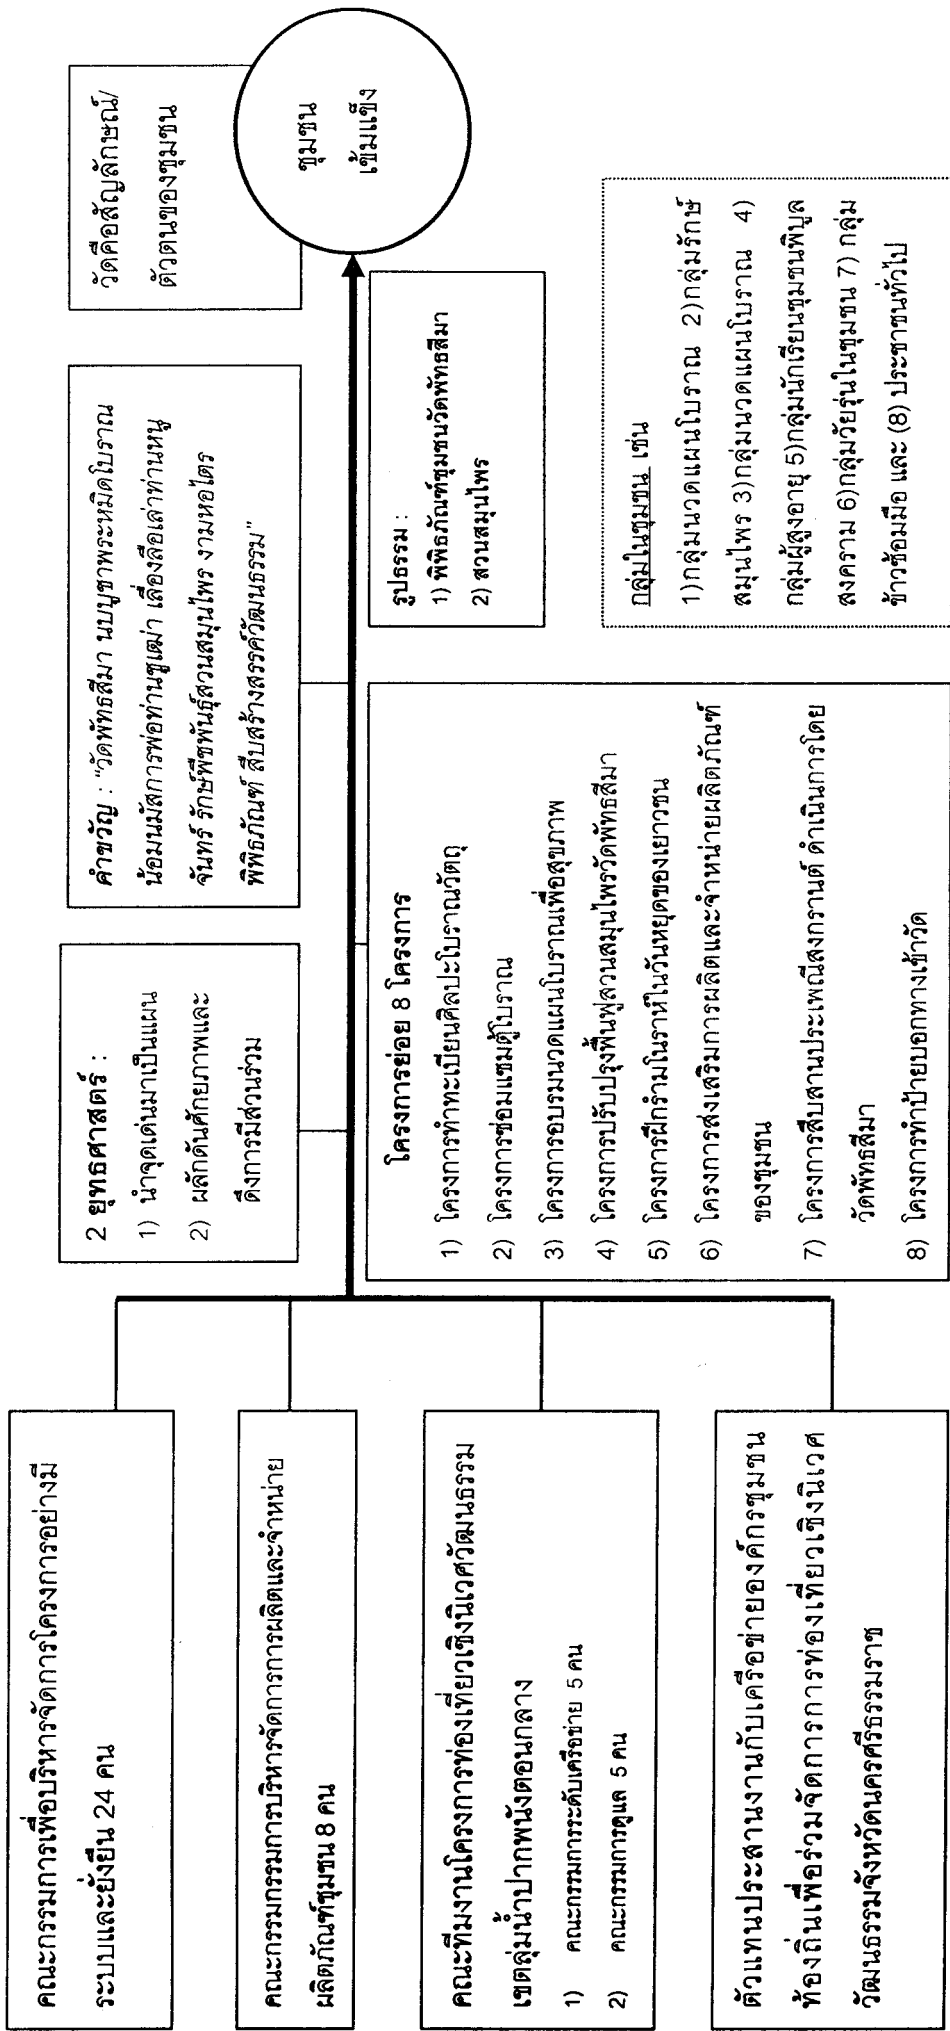 คณะกรรมการเพื่อบริหารจัดการโครงการอย่างมี
ระบบและยั่งยืน 24 คน
คณะกรรมการบริหารจัดการการผลิตและจำหน่าย
ผลิตภัณฑ์ชุมชน 8 คน
คณะทีมงานโครงการท่องเที่ยวเชิงนิเวศวัฒนธรรม
เขตลุ่มน้ำปากพนังตอนกลาง
1) คณะกรรมการระดับเครือข่าย 5 คน
2) คณะกรรมการดูแล 5 คน
ตัวแทนประสานงานกับเครือข่ายองค์กรชุมชน
ท้องถิ่นเพื่อร่วมจัดการการท่องเที่ยวเชิงนิเวศ
วัฒนธรรมจังหวัดนครศรีธรรมราช
2 ยุทธศาสตร์ :
1) นำจุดเด่นมาเป็นแผน
2) ผลักดันศักยภาพและ
ดึงการมีส่วนร่วม
โครงการย่อย 8 โครงการ
1) โครงการทำทะเบียนศิลปะโบราณวัตถุ
2) โครงการซ่อมแซมตู้โบราณ
3) โครงการอบรมนวดแผนโบราณเพื่อสุขภาพ
4) โครงการปรับปรุงฟื้นฟูสวนสมุนไพรวัดพัทธสีมา
5) โครงการฝึกรำมโนราห์ในวันหยุดของเยาวชน
6) โครงการส่งเสริมการผลิตและจำหน่ายผลิตภัณฑ์
ของชุมชน
7) โครงการสืบสานประเพณีสงกรานต์ ดำเนินการโดย
วัดพัทธสีมา
8) โครงการทำป้ายบอกทางเข้าวัด
คำขวัญ : "วัดพัทธสีมา นบบูชาพระหมิดโบราณ
น้อมนมัสการพ่อท่านชูเฒ่า เลื่องลือเล่าท่านหนู
จันทร์ รักษ์พืชพันธุ์สวนสมุนไพร งามหอไตร
พิพิธภัณฑ์ สืบสร้างสรรค์วัฒนธรรม"
รูปธรรม :
1) พิพิธภัณฑ์ชุมชนวัดพัทธสีมา
2) สวนสมุนไพร
วัดคือสัญลักษณ์/
ตัวตนของชุมชน
ชุมชน
เข้มแข็ง
กลุ่มในชุมชน เช่น
1)กลุ่มนวดแผนโบราณ 2)กลุ่มรักษ์
สมุนไพร 3)กลุ่มนวดแผนโบราณ 4)
กลุ่มผู้สูงอายุ 5)กลุ่มนักเรียนชุมชนพิบูล
สงคราม 6)กลุ่มวัยรุ่นในชุมชน 7) กลุ่ม
ข้าวซ้อมมือ และ (8) ประชาชนทั่วไป